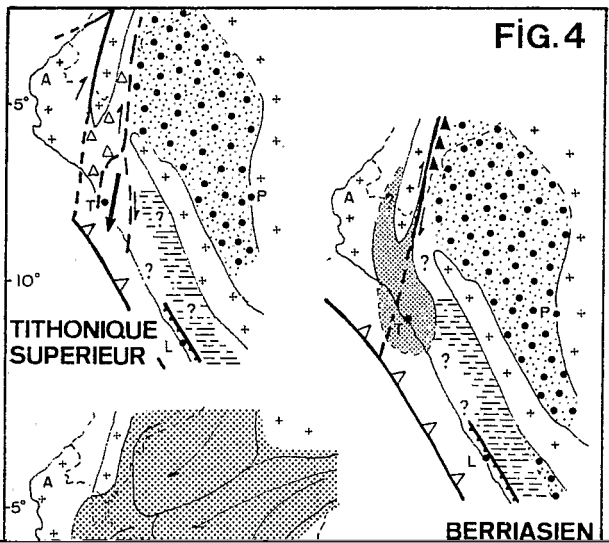 FiG.4
A
5°
T
?
P
10°
?
?
TITHONIQUE
SUPERIEUR
L
A
?
?
P
T
?
?
L
BERRIASIEN
A
5°